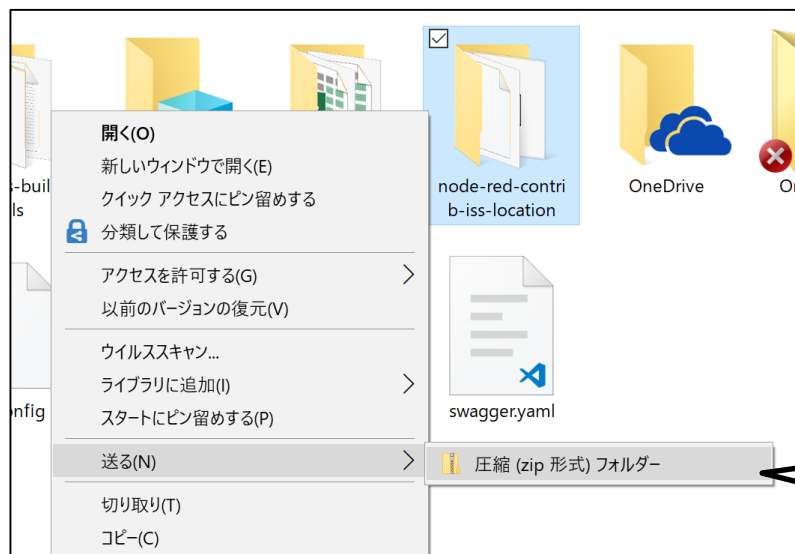 開く(O)
新しいウィンドウで開く(E)
クイック アクセスにピン留めする
分類して保護する
アクセスを許可する(G)
以前のバージョンの復元(V)
ウイルススキャン...
ライブラリに追加(I)
スタートにピン留めする(P)
送る(N)
切り取り(T)
コピー(C)
圧縮 (zip 形式) フォルダー
s-buil
ls
node-red-contri
b-iss-location
OneDrive
nfig
swagger.yaml